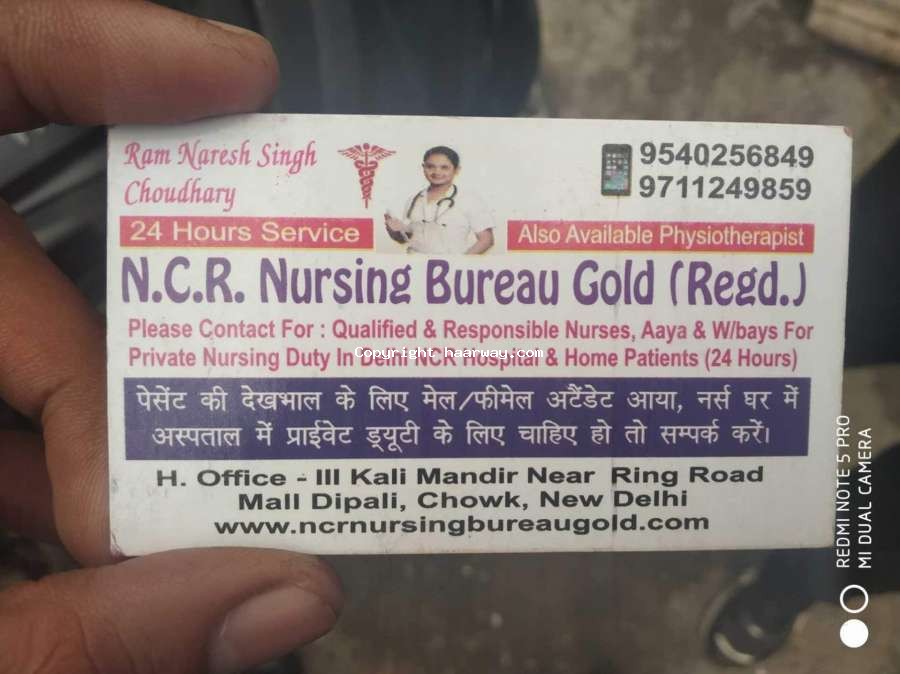 Ram Naresh Singh
Choudhary
9540256849
9711249859
24 Hours Service
Also Available Physiotherapist
N.C.R. Nursing Bureau Gold (Regd.)
Please Contact For : Qualified & Responsible Nurses, Aaya & W/bays For
Private Nursing Duty In Delhi NCR Hospital & Home Patients (24 Hours)
Copyright haarway.com
पेसेंट की देखभाल के लिए मेल/फीमेल अटैंडेट आया, नर्स घर में
अस्पताल में प्राईवेट ड्यूटी के लिए चाहिए हो तो सम्पर्क करें।
H. Office - III Kali Mandir Near Ring Road
Mall Dipali, Chowk, New Delhi
www.ncrnursingbureaugold.com
REDMI NOTE 5 PRO
MI DUAL CAMERA